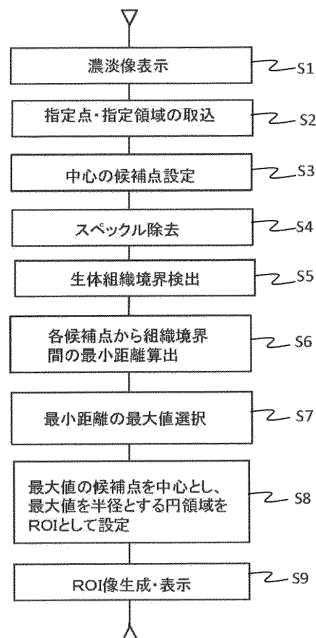 濃淡像表示
S1
指定点・指定領域の取込
S2
中心の候補点設定
S3
スペックル除去
S4
生体組織境界検出
S5
各候補点から組織境界
間の最小距離算出
S6
最小距離の最大値選択
S7
最大値の候補点を中心とし、
最大値を半径とする円領域を
ROIとして設定
S8
ROI像生成・表示
S9